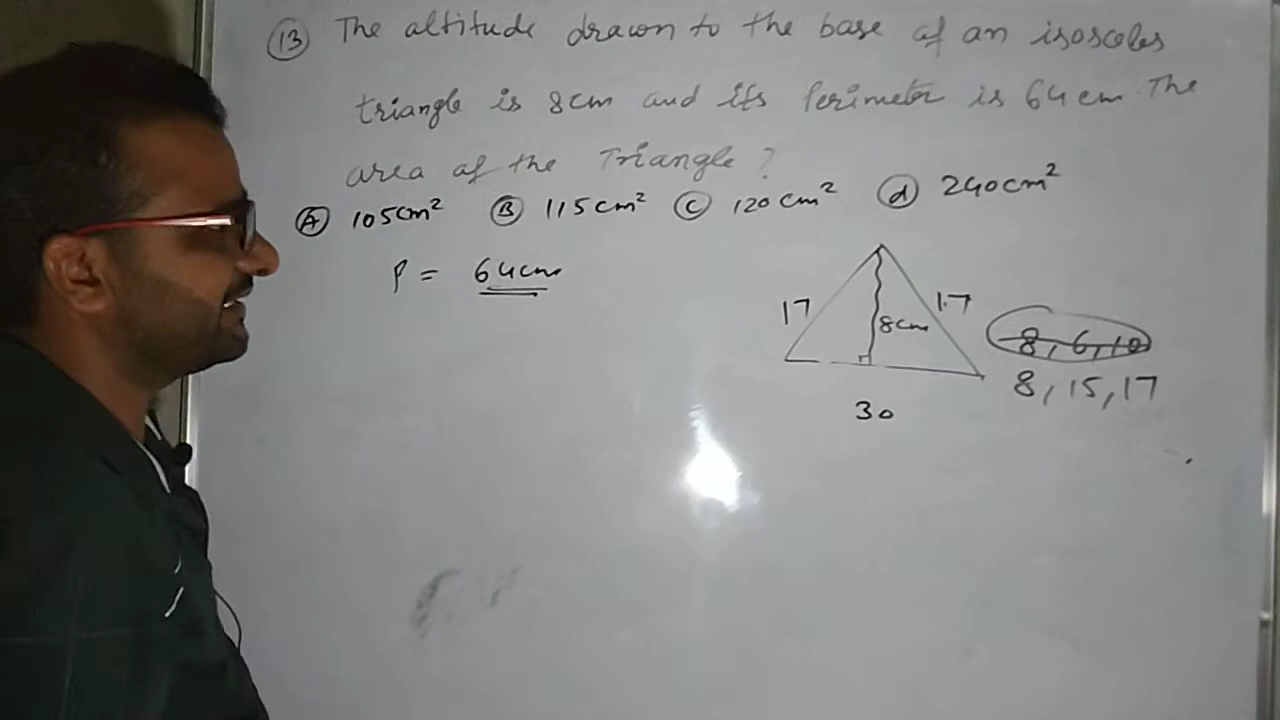 13 The altitude drawn to the base of an isosceles
triangle is 8cm and its Perimeter is 64cm. The
area of the Triangle ?
A 105cm² B 115cm² C 120cm² d 240cm²
P = 64cm
17 8cm 17
8, 6, 10
8, 15, 17
30